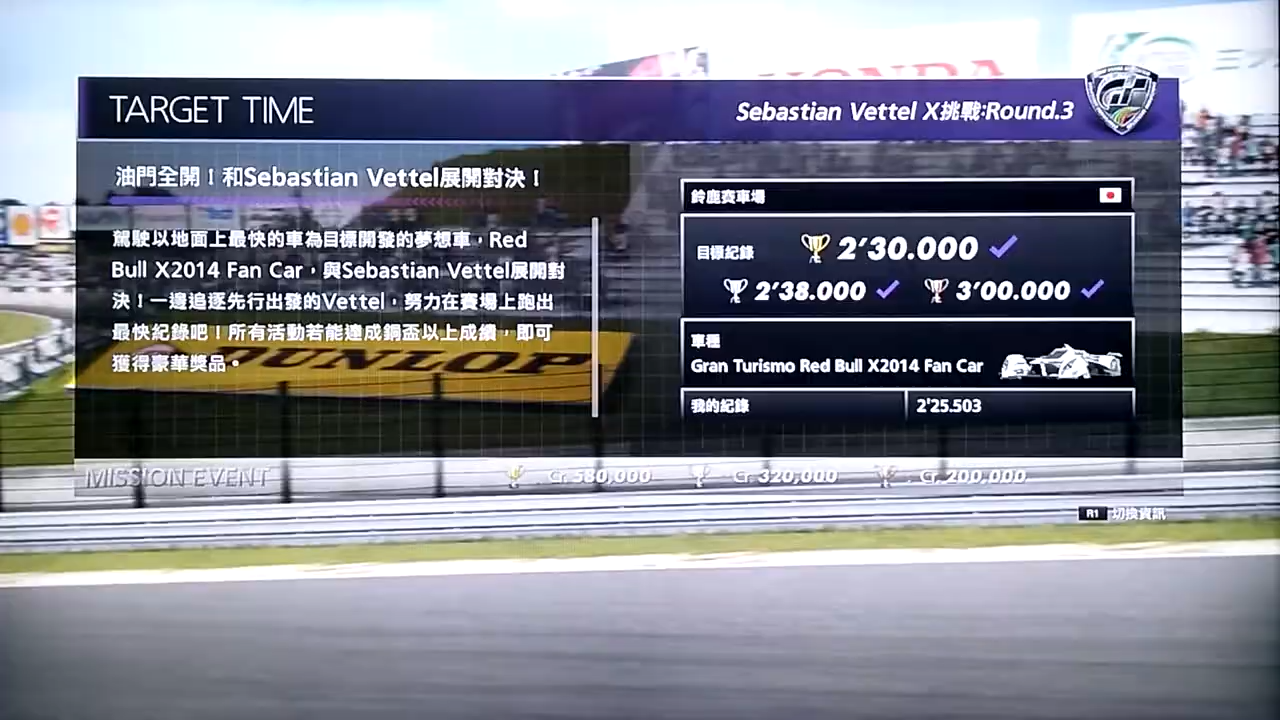 HONDA
TARGET TIME
Sebastian Vettel X挑戰:Round.3
油門全開！和Sebastian Vettel展開對決！
駕駛以地面上最快的車為目標開發的夢想車，Red
Bull X2014 Fan Car，與Sebastian Vettel展開對
決！一邊追逐先行出發的Vettel，努力在賽場上跑出
最快紀錄吧！所有活動若能達成銅盃以上成績，即可
獲得豪華獎品。
DUNLOP
鈴鹿賽車場
目標紀錄
2'30.000
2'38.000
3'00.000
車種
Gran Turismo Red Bull X2014 Fan Car
我的紀錄
2'25.503
MISSION EVENT
Cr. 580,000
Cr. 320,000
Cr. 200,000
R1 切換資訊